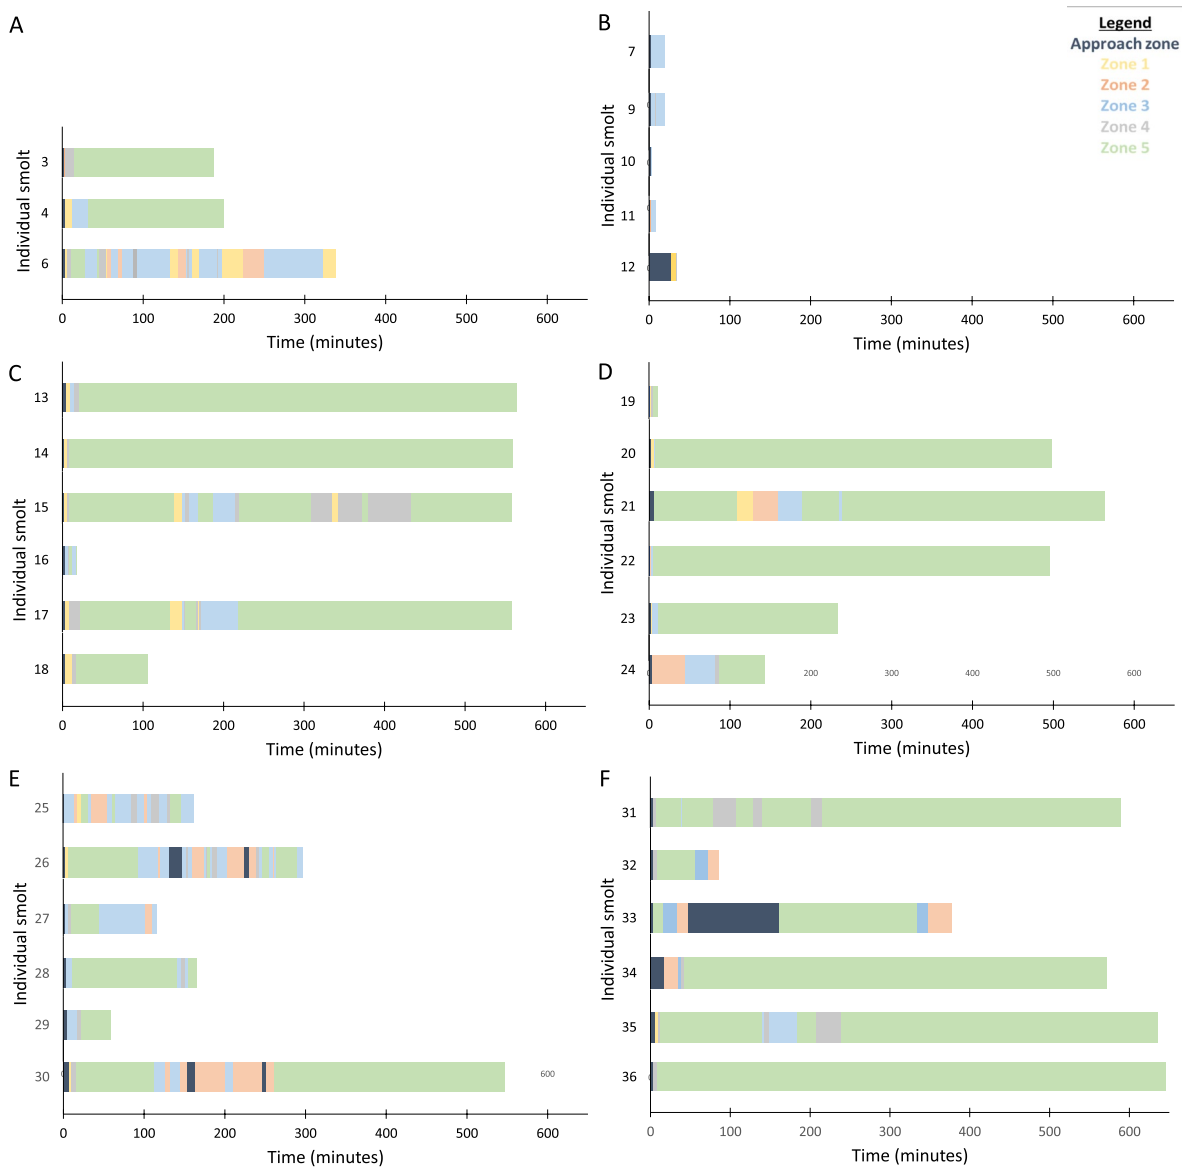 A
Individual smolt
3
4
6
0 100 200 300 400 500 600
Time (minutes)
B
Individual smolt
7
9
10
11
12
0 100 200 300 400 500 600
Time (minutes)
Legend
Approach zone
Zone 1
Zone 2
Zone 3
Zone 4
Zone 5
C
Individual smolt
13
14
15
16
17
18
0 100 200 300 400 500 600
Time (minutes)
D
Individual smolt
19
20
21
22
23
24
200 300 400 500 600
0 100 200 300 400 500 600
Time (minutes)
E
Individual smolt
25
26
27
28
29
30
600
0 100 200 300 400 500 600
Time (minutes)
F
Individual smolt
31
32
33
34
35
36
0 100 200 300 400 500 600
Time (minutes)